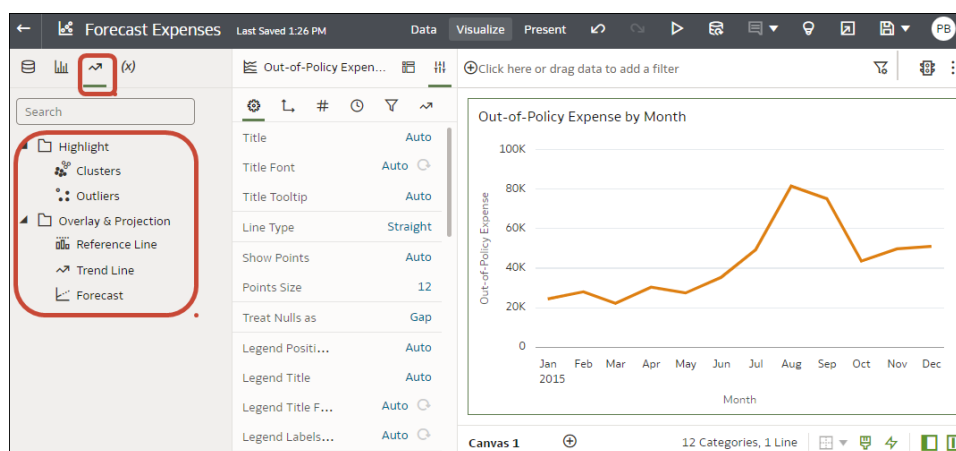 Forecast Expenses Last Saved 1:26 PM Data Visualize Present PB
(x) Out-of-Policy Expen... Click here or drag data to add a filter
Search
Highlight
Clusters
Outliers
Overlay & Projection
Reference Line
Trend Line
Forecast
#
Title Auto
Title Font Auto
Title Tooltip Auto
Line Type Straight
Show Points Auto
Points Size 12
Treat Nulls as Gap
Legend Positi... Auto
Legend Title Auto
Legend Title F... Auto
Legend Labels... Auto
Out-of-Policy Expense by Month
Out-of-Policy Expense
100K
80K
60K
40K
20K
0
Jan Feb Mar Apr May Jun Jul Aug Sep Oct Nov Dec
2015
Month
Canvas 1 12 Categories, 1 Line